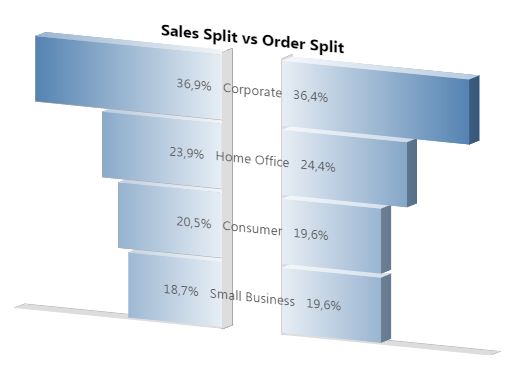 Sales Split vs Order Split
36,9% Corporate 36,4%
23,9% Home Office 24,4%
20,5% Consumer 19,6%
18,7% Small Business 19,6%